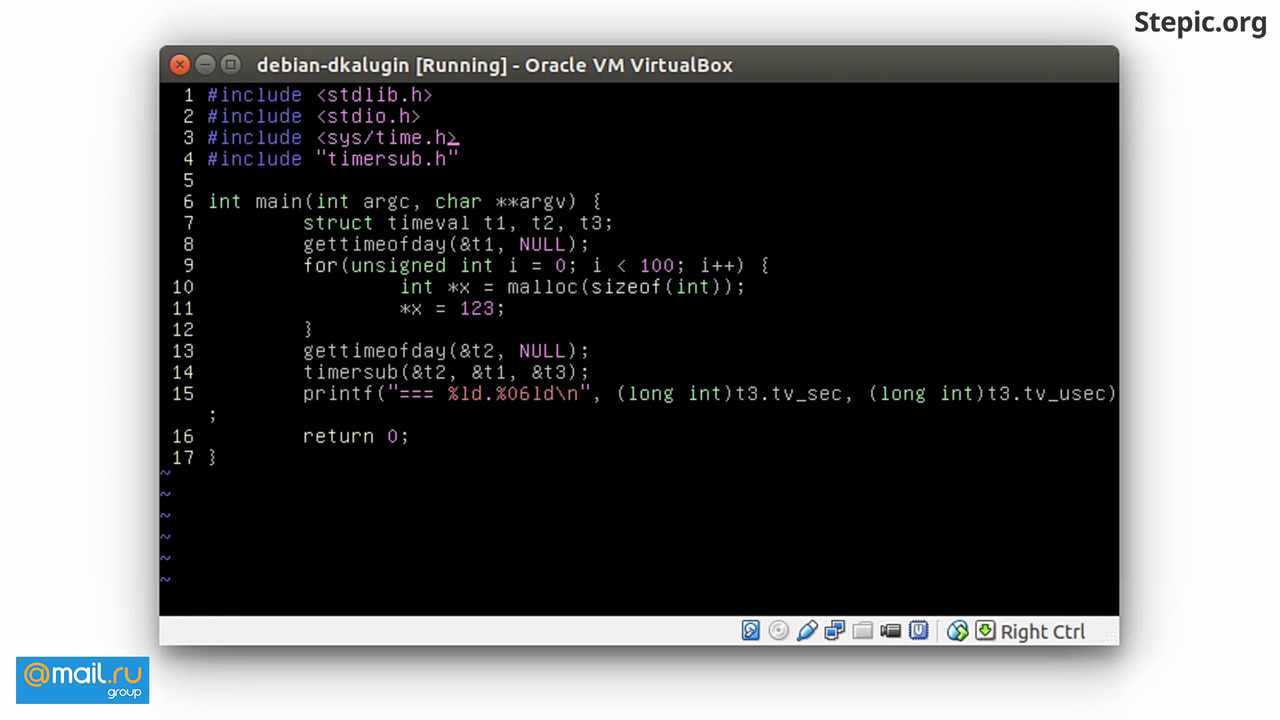 Stepic.org
debian-dkalugin [Running] - Oracle VM VirtualBox
1 #include <stdlib.h>
2 #include <stdio.h>
3 #include <sys/time.h>
4 #include "timersub.h"
5
6 int main(int argc, char **argv) {
7 struct timeval t1, t2, t3;
8 gettimeofday(&t1, NULL);
9 for(unsigned int i = 0; i < 100; i++) {
10 int *x = malloc(sizeof(int));
11 *x = 123;
12 }
13 gettimeofday(&t2, NULL);
14 timersub(&t2, &t1, &t3);
15 printf("=== %ld.%06ld\n", (long int)t3.tv_sec, (long int)t3.tv_usec)
;
16 return 0;
17 }
~
~
~
~
~
~
Right Ctrl
@mail.ru
group